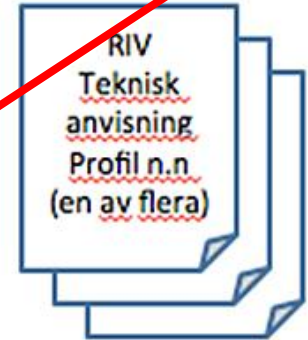 RIV
Teknisk
anvisning
Profil n.n
(en av flera)